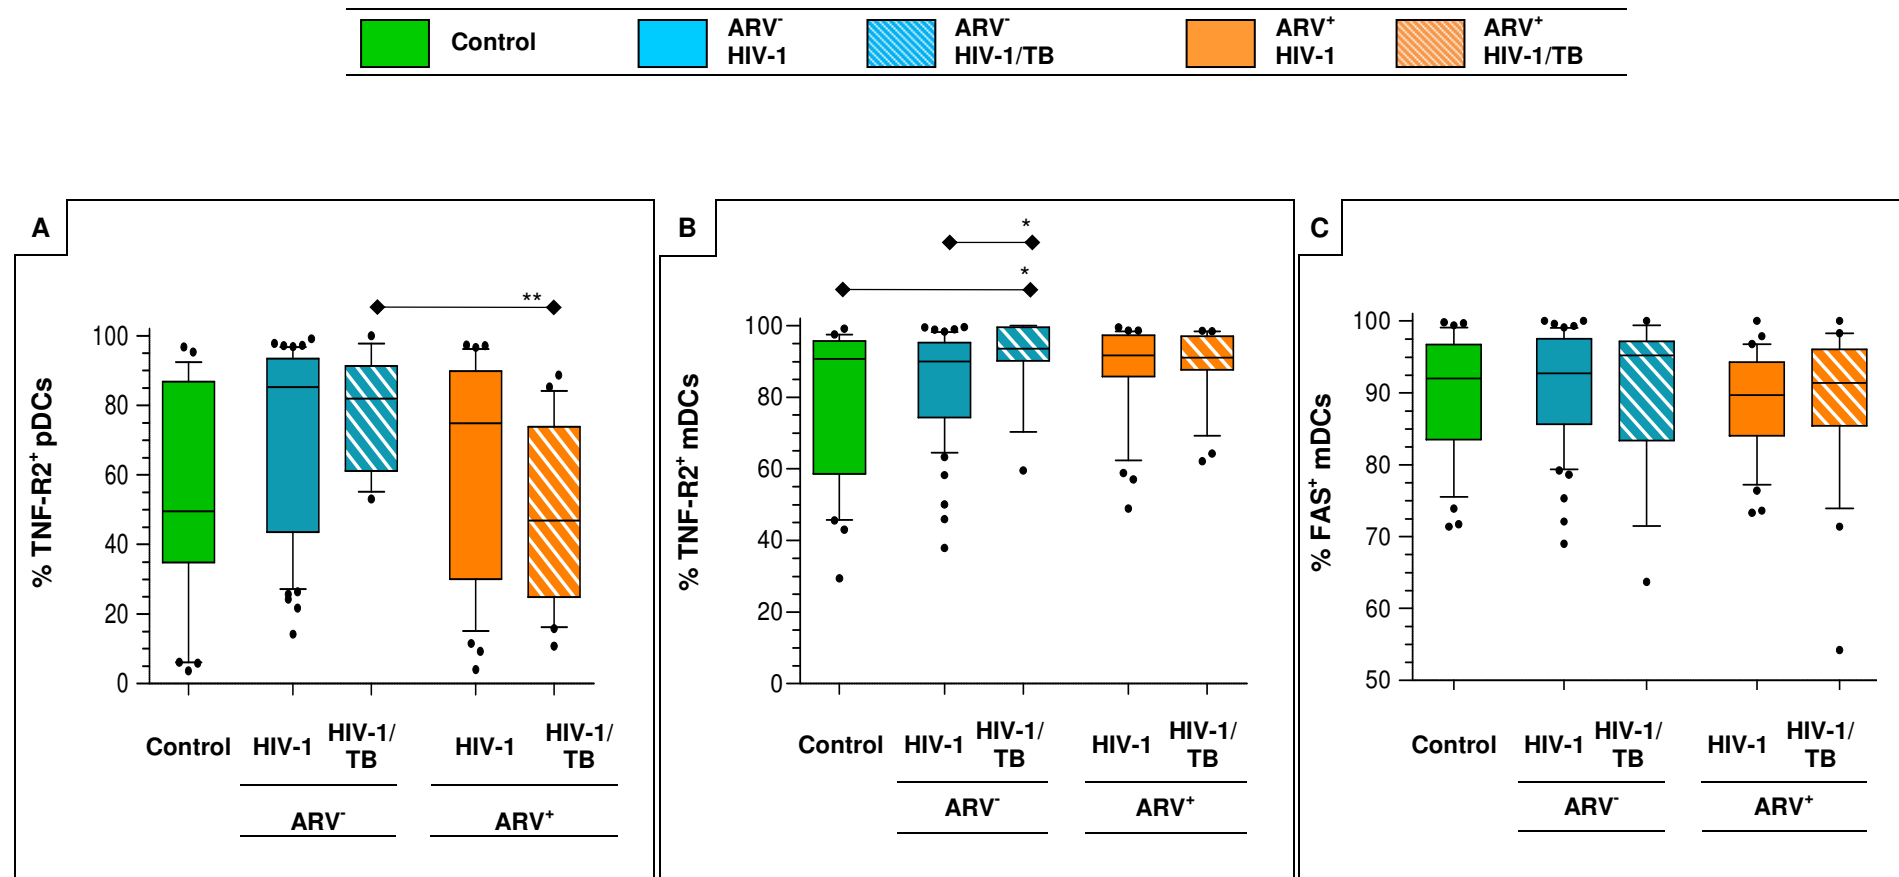 Control
ARV⁻
HIV-1
ARV⁻
HIV-1/TB
ARV⁺
HIV-1
ARV⁺
HIV-1/TB
A
% TNF-R2⁺ pDCs
**
100
80
60
40
20
0
Control
HIV-1
HIV-1/
TB
HIV-1
HIV-1/
TB
ARV⁻
ARV⁺
B
% TNF-R2⁺ mDCs
*
*
100
80
60
40
20
0
Control
HIV-1
HIV-1/
TB
HIV-1
HIV-1/
TB
ARV⁻
ARV⁺
C
% FAS⁺ mDCs
100
90
80
70
60
50
Control
HIV-1
HIV-1/
TB
HIV-1
HIV-1/
TB
ARV⁻
ARV⁺